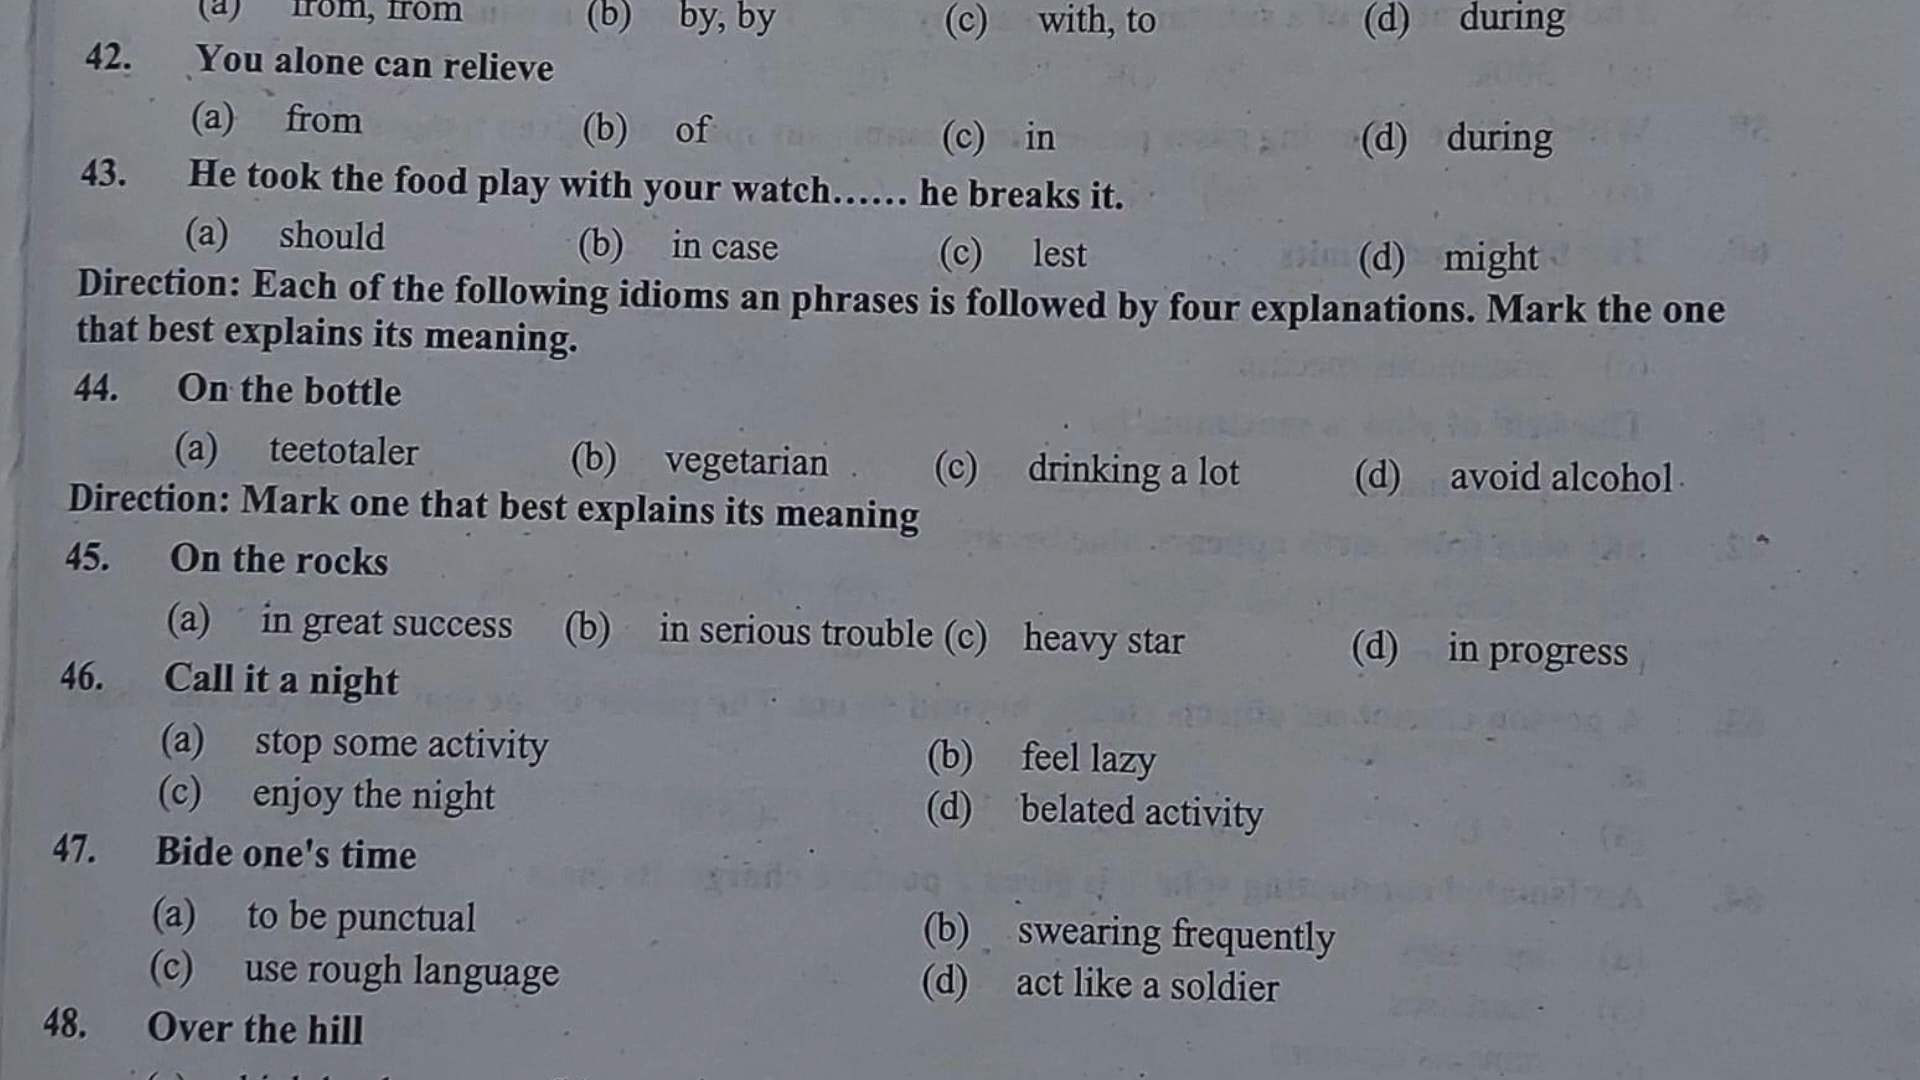 (a) from, from (b) by, by (c) with, to (d) during
42. You alone can relieve
(a) from (b) of (c) in (d) during
43. He took the food play with your watch...... he breaks it.
(a) should (b) in case (c) lest (d) might
Direction: Each of the following idioms an phrases is followed by four explanations. Mark the one
that best explains its meaning.
44. On the bottle
(a) teetotaler (b) vegetarian (c) drinking a lot (d) avoid alcohol
Direction: Mark one that best explains its meaning
45. On the rocks
(a) in great success (b) in serious trouble (c) heavy star (d) in progress
46. Call it a night
(a) stop some activity (b) feel lazy
(c) enjoy the night (d) belated activity
47. Bide one's time
(a) to be punctual (b) swearing frequently
(c) use rough language (d) act like a soldier
48. Over the hill